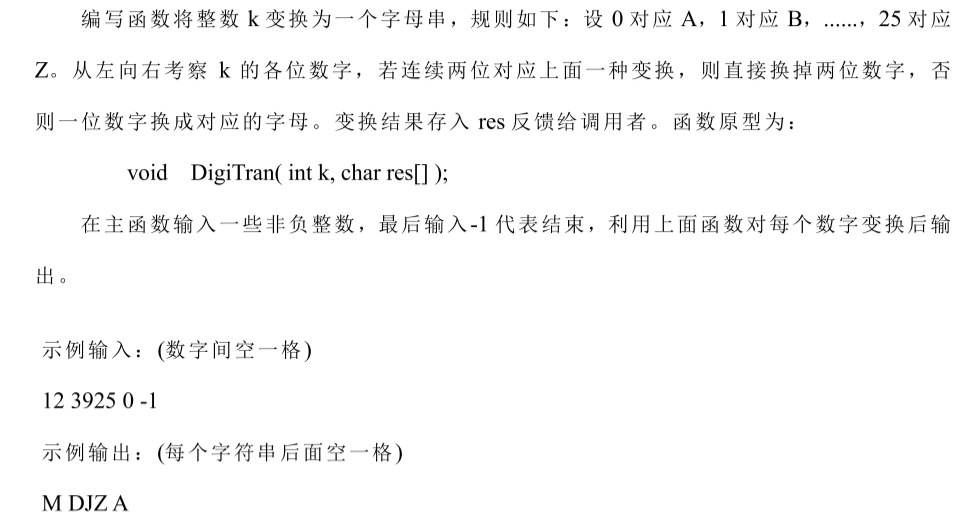 编写函数将整数 k 变换为一个字母串，规则如下：设 0 对应 A，1 对应 B，......，25 对应
Z。从左向右考察 k 的各位数字，若连续两位对应上面一种变换，则直接换掉两位数字，否
则一位数字换成对应的字母。变换结果存入 res 反馈给调用者。函数原型为：
void DigiTran( int k, char res[] );
在主函数输入一些非负整数，最后输入-1 代表结束，利用上面函数对每个数字变换后输
出。
示例输入：(数字间空一格)
12 3925 0 -1
示例输出：(每个字符串后面空一格)
M DJZ A